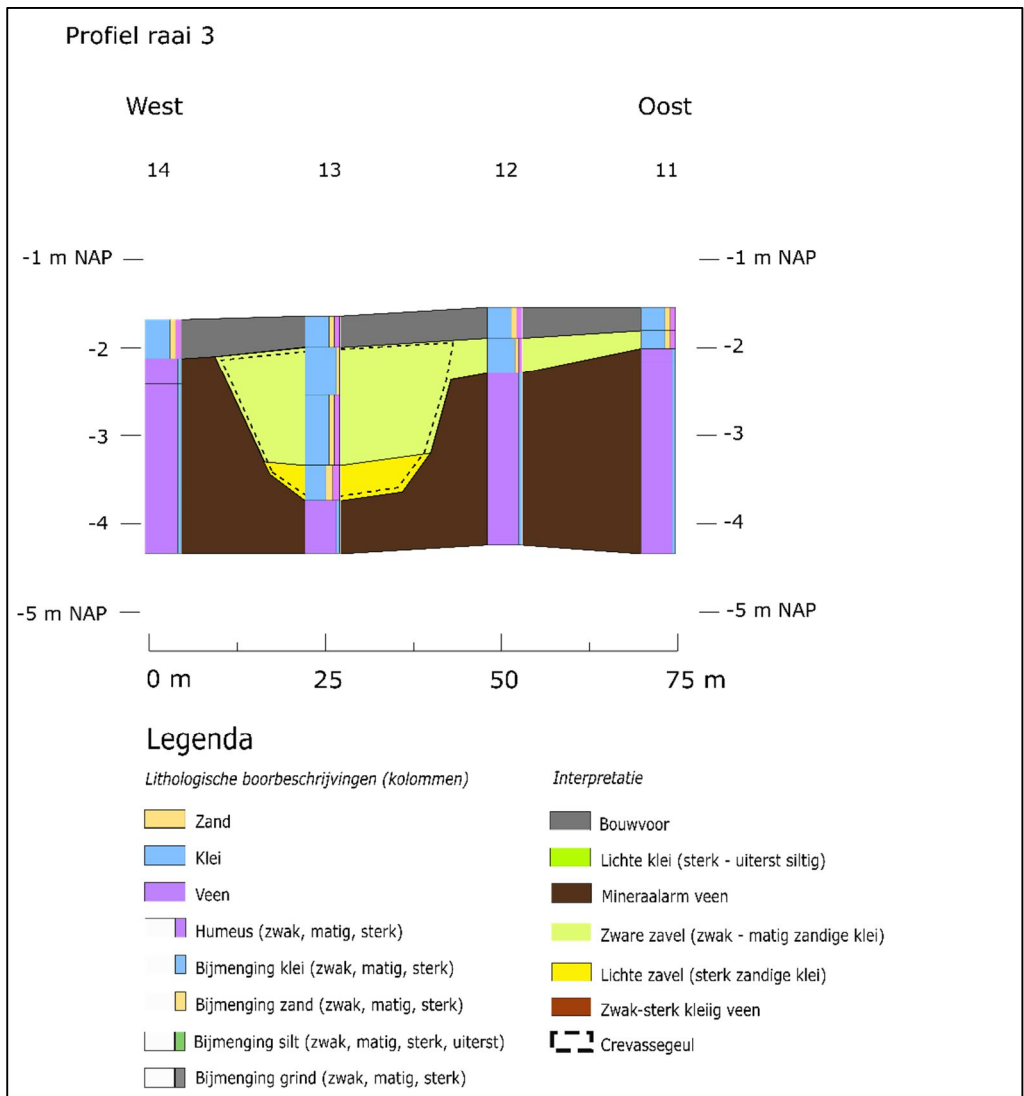 Profiel raai 3
West Oost
14 13 12 11
-1 m NAP -1 m NAP
-2 -2
-3 -3
-4 -4
-5 m NAP -5 m NAP
0 m 25 50 75 m
Legenda
Lithologische boorbeschrijvingen (kolommen)
Zand
Klei
Veen
Humeus (zwak, matig, sterk)
Bijmenging klei (zwak, matig, sterk)
Bijmenging zand (zwak, matig, sterk)
Bijmenging silt (zwak, matig, sterk, uiterst)
Bijmenging grind (zwak, matig, sterk)
Interpretatie
Bouwvoor
Lichte klei (sterk - uiterst siltig)
Mineraalarm veen
Zware zavel (zwak - matig zandige klei)
Lichte zavel (sterk zandige klei)
Zwak-sterk kleiig veen
Crevassegeul